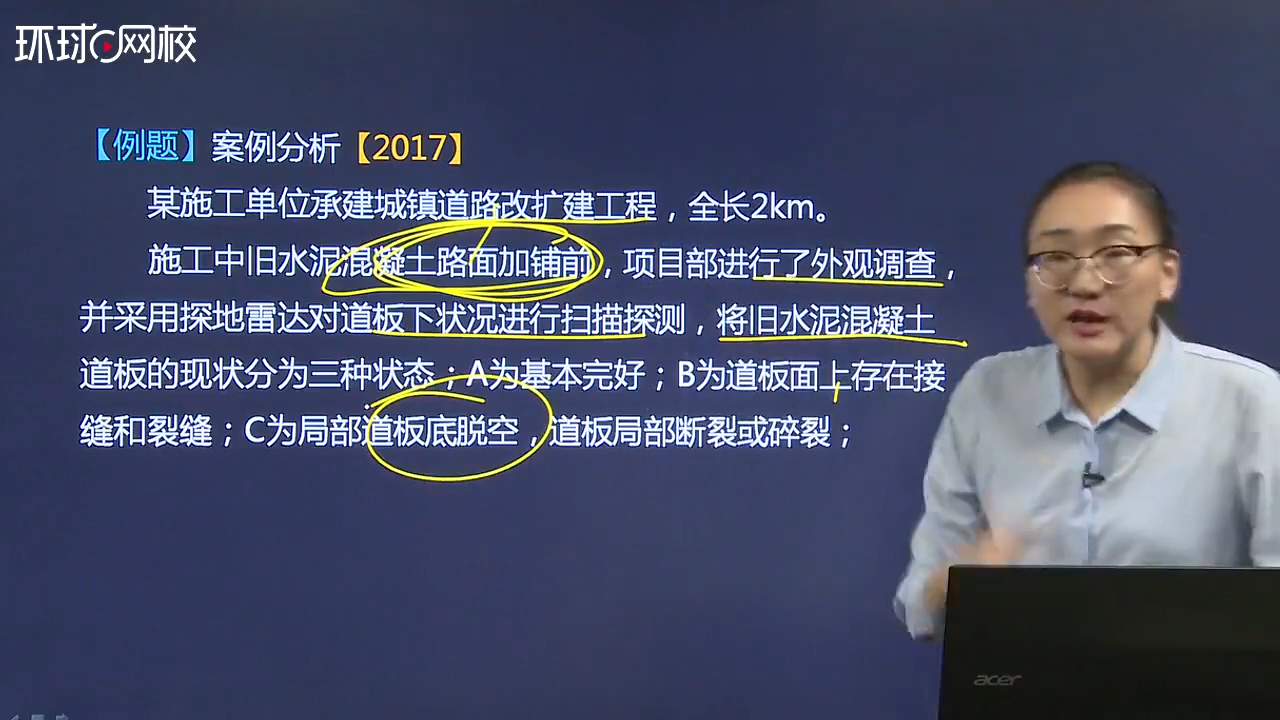 环球网校
【例题】案例分析【2017】
某施工单位承建城镇道路改扩建工程，全长2km。
施工中旧水泥混凝土路面加铺前，项目部进行了外观调查，
并采用探地雷达对道板下状况进行扫描探测，将旧水泥混凝土
道板的现状分为三种状态；A为基本完好；B为道板面上存在接
缝和裂缝；C为局部道板底脱空，道板局部断裂或碎裂；
acer